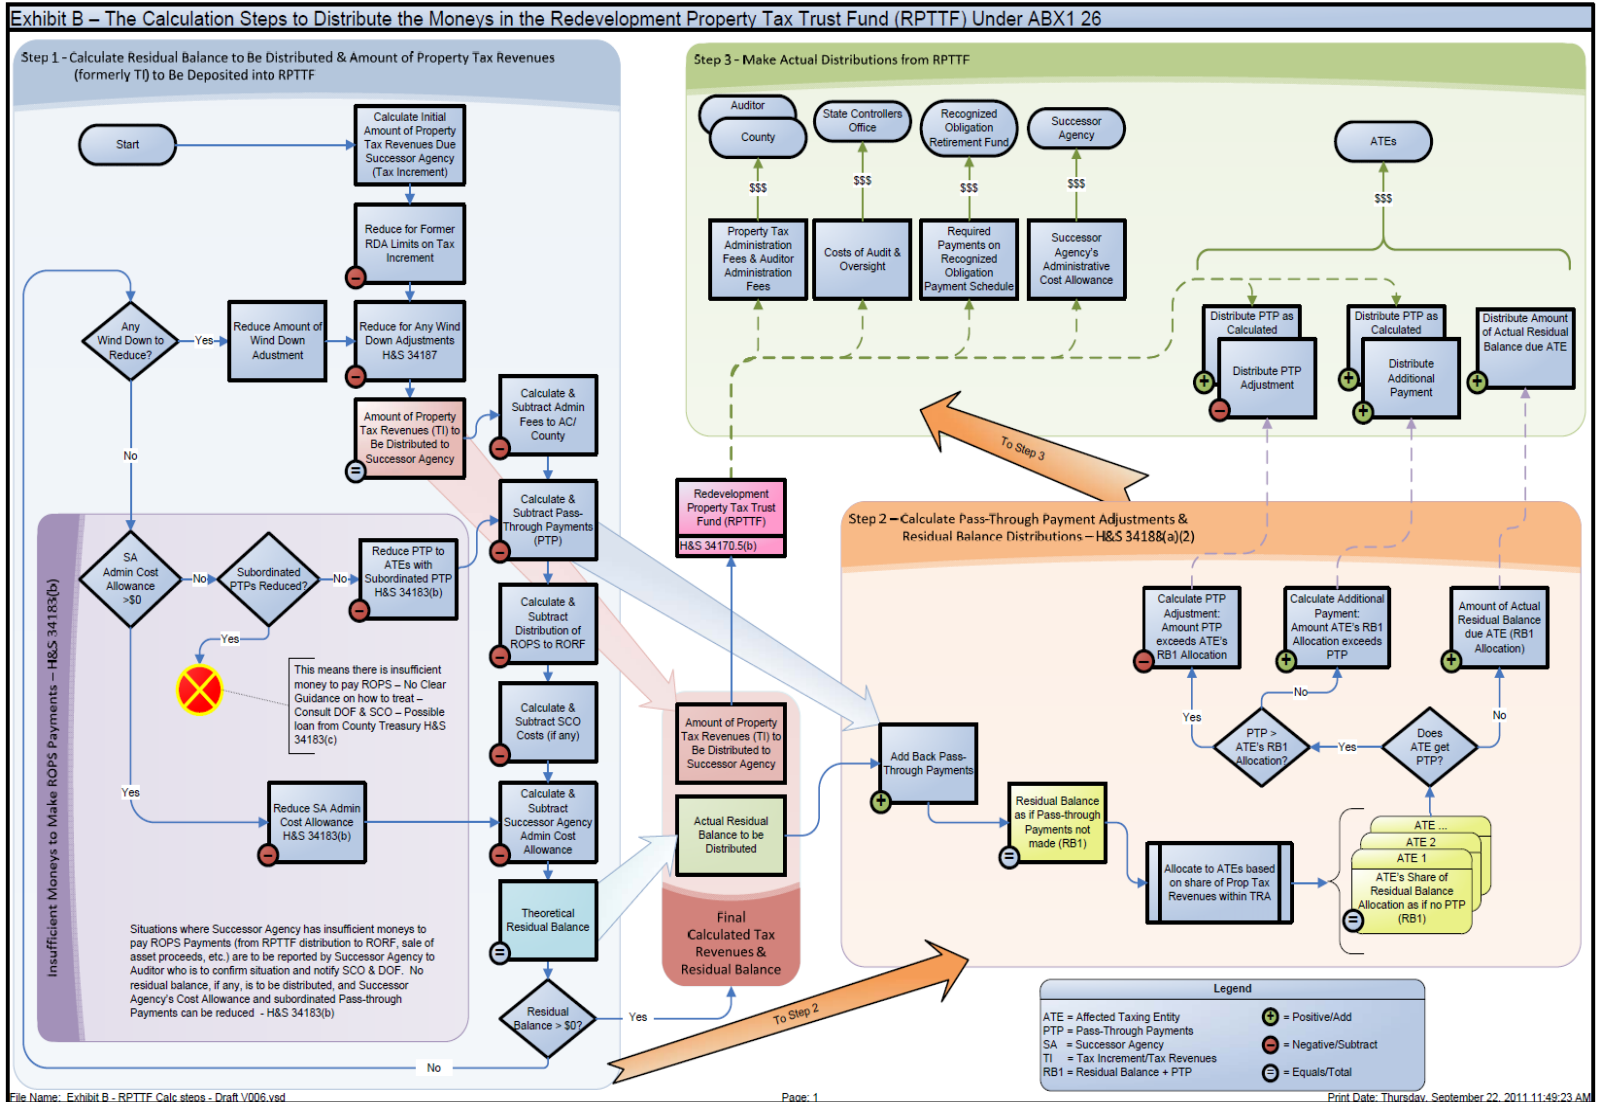 Exhibit B – The Calculation Steps to Distribute the Moneys in the Redevelopment Property Tax Trust Fund (RPTTF) Under ABX1 26
Step 1 - Calculate Residual Balance to Be Distributed & Amount of Property Tax Revenues
(formerly TI) to Be Deposited into RPTTF
Start
Calculate Initial
Amount of Property
Tax Revenues Due
Successor Agency
(Tax Increment)
Reduce for Former
RDA Limits on Tax
Increment
Any
Wind Down to
Reduce?
Yes
Reduce Amount of
Wind Down
Adustment
Reduce for Any Wind
Down Adjustments
H&S 34187
Amount of Property
Tax Revenues (TI) to
Be Distributed to
Successor Agency
Calculate &
Subtract Admin
Fees to AC/
County
No
Calculate &
Subtract Pass-
Through Payments
(PTP)
Insufficient Moneys to Make ROPS Payments – H&S 34183(b)
SA
Admin Cost
Allowance
>$0
No
Subordinated
PTPs Reduced?
No
Reduce PTP to
ATEs with
Subordinated PTP
H&S 34183(b)
Yes
This means there is insufficient
money to pay ROPS – No Clear
Guidance on how to treat –
Consult DOF & SCO – Possible
loan from County Treasury H&S
34183(c)
Calculate &
Subtract
Distribution of
ROPS to RORF
Calculate &
Subtract SCO
Costs (if any)
Yes
Reduce SA Admin
Cost Allowance
H&S 34183(b)
Calculate &
Subtract
Successor Agency
Admin Cost
Allowance
Theoretical
Residual Balance
Situations where Successor Agency has insufficient moneys to
pay ROPS Payments (from RPTTF distribution to RORF, sale of
asset proceeds, etc.) are to be reported by Successor Agency to
Auditor who is to confirm situation and notify SCO & DOF. No
residual balance, if any, is to be distributed, and Successor
Agency's Cost Allowance and subordinated Pass-through
Payments can be reduced - H&S 34183(b)
Residual
Balance > $0?
Yes
No
Amount of Property
Tax Revenues (TI) to
Be Distributed to
Successor Agency
Actual Residual
Balance to be
Distributed
Final
Calculated Tax
Revenues &
Residual Balance
Redevelopment
Property Tax Trust
Fund (RPTTF)
H&S 34170.5(b)
To Step 2
To Step 3
Step 3 - Make Actual Distributions from RPTTF
Auditor
County
State Controllers
Office
Recognized
Obligation
Retirement Fund
Successor
Agency
ATEs
$$$
$$$
$$$
$$$
$$$
Property Tax
Administration
Fees & Auditor
Administration
Fees
Costs of Audit &
Oversight
Required
Payments on
Recognized
Obligation
Payment Schedule
Successor
Agency's
Administrative
Cost Allowance
Distribute PTP as
Calculated
Distribute PTP
Adjustment
Distribute PTP as
Calculated
Distribute
Additional
Payment
Distribute Amount
of Actual Residual
Balance due ATE
Step 2 – Calculate Pass-Through Payment Adjustments &
Residual Balance Distributions – H&S 34188(a)(2)
Calculate PTP
Adjustment:
Amount PTP
exceeds ATE's
RB1 Allocation
Calculate Additional
Payment:
Amount ATE's RB1
Allocation exceeds
PTP
Amount of Actual
Residual Balance
due ATE (RB1
Allocation)
Yes
No
No
PTP >
ATE's RB1
Allocation?
Yes
Does
ATE get
PTP?
Add Back Pass-
Through Payments
Residual Balance
as if Pass-through
Payments not
made (RB1)
Allocate to ATEs based
on share of Prop Tax
Revenues within TRA
ATE ...
ATE 2
ATE 1
ATE's Share of
Residual Balance
Allocation as if no PTP
(RB1)
Legend
ATE = Affected Taxing Entity
PTP = Pass-Through Payments
SA = Successor Agency
TI = Tax Increment/Tax Revenues
RB1 = Residual Balance + PTP
+ = Positive/Add
− = Negative/Subtract
= = Equals/Total
File Name: Exhibit B - RPTTF Calc steps - Draft V006.vsd
Page: 1
Print Date: Thursday, September 22, 2011 11:49:23 AM